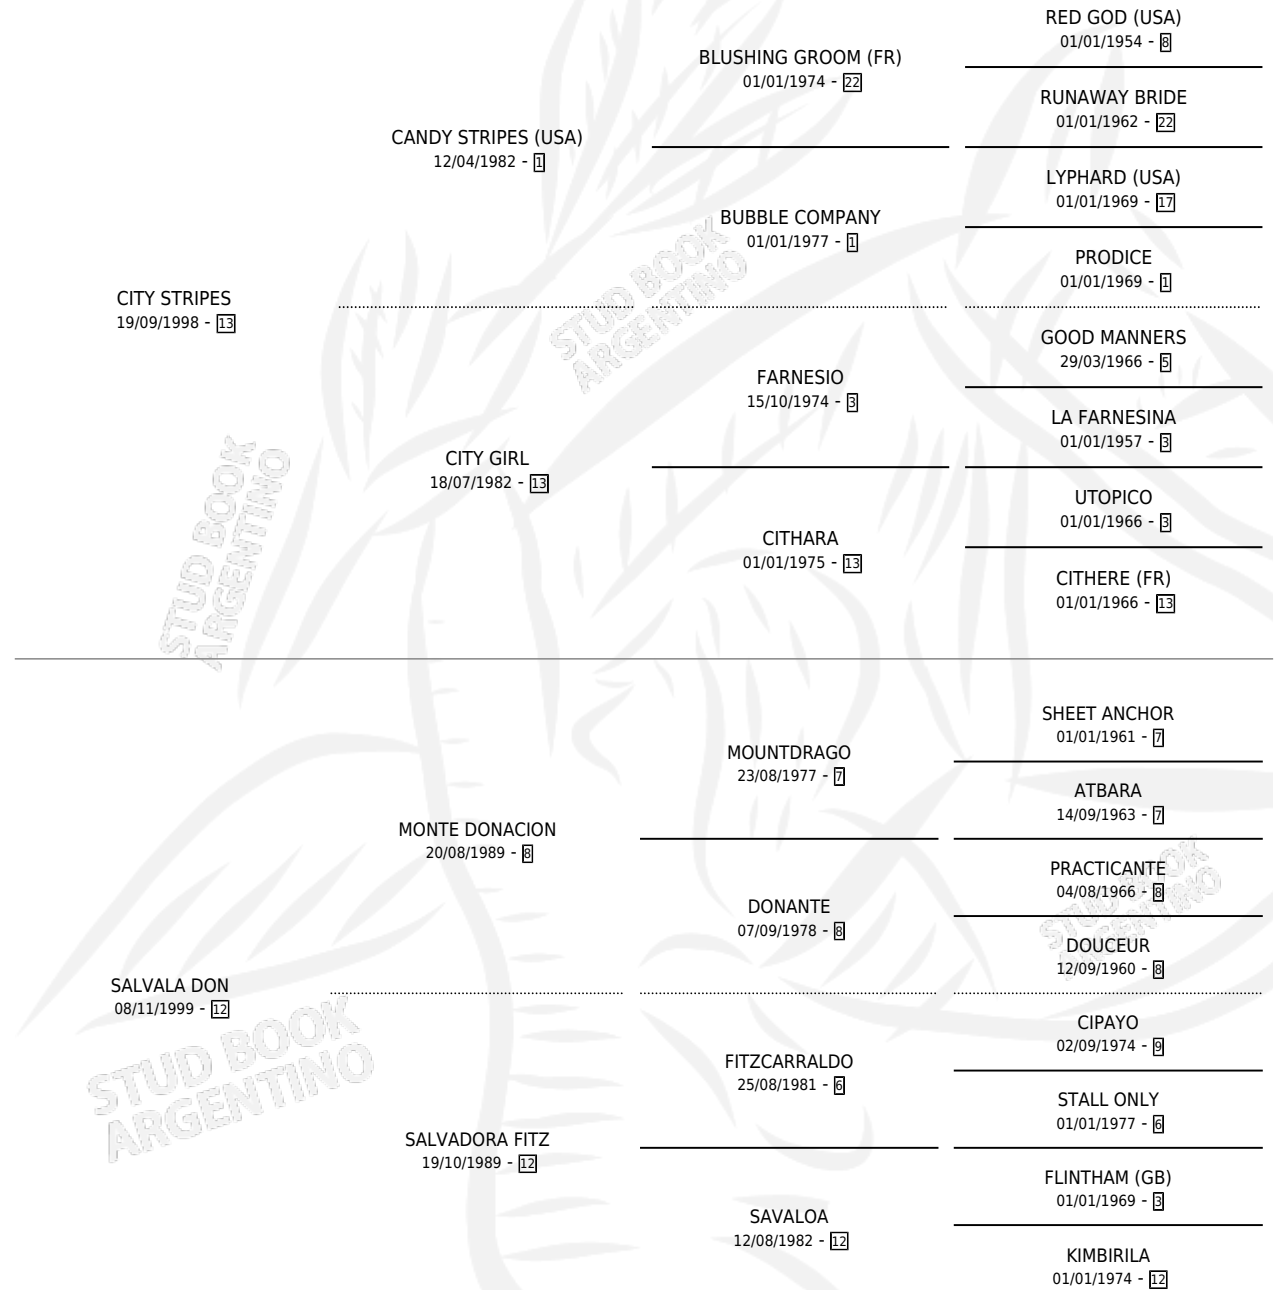 RED GOD (USA)
01/01/1954 - 8
BLUSHING GROOM (FR)
01/01/1974 - 22
RUNAWAY BRIDE
01/01/1962 - 22
CANDY STRIPES (USA)
12/04/1982 - 1
LYPHARD (USA)
01/01/1969 - 17
BUBBLE COMPANY
01/01/1977 - 1
PRODICE
01/01/1969 - 1
CITY STRIPES
19/09/1998 - 13
STUD BOOK
ARGENTINO
GOOD MANNERS
29/03/1966 - 5
FARNESIO
15/10/1974 - 3
LA FARNESINA
01/01/1957 - 3
CITY GIRL
18/07/1982 - 13
UTOPICO
01/01/1966 - 3
CITHARA
01/01/1975 - 13
CITHERE (FR)
01/01/1966 - 13
STUD BOOK
ARGENTINO
SHEET ANCHOR
01/01/1961 - 7
MOUNTDRAGO
23/08/1977 - 7
ATBARA
14/09/1963 - 7
MONTE DONACION
20/08/1989 - 8
PRACTICANTE
04/08/1966 - 8
DONANTE
07/09/1978 - 8
STUD BOOK
ARGENTINO
DOUCEUR
12/09/1960 - 8
SALVALA DON
08/11/1999 - 12
CIPAYO
02/09/1974 - 9
STUD BOOK
ARGENTINO
FITZCARRALDO
25/08/1981 - 6
STALL ONLY
01/01/1977 - 6
SALVADORA FITZ
19/10/1989 - 12
FLINTHAM (GB)
01/01/1969 - 3
SAVALOA
12/08/1982 - 12
KIMBIRILA
01/01/1974 - 12